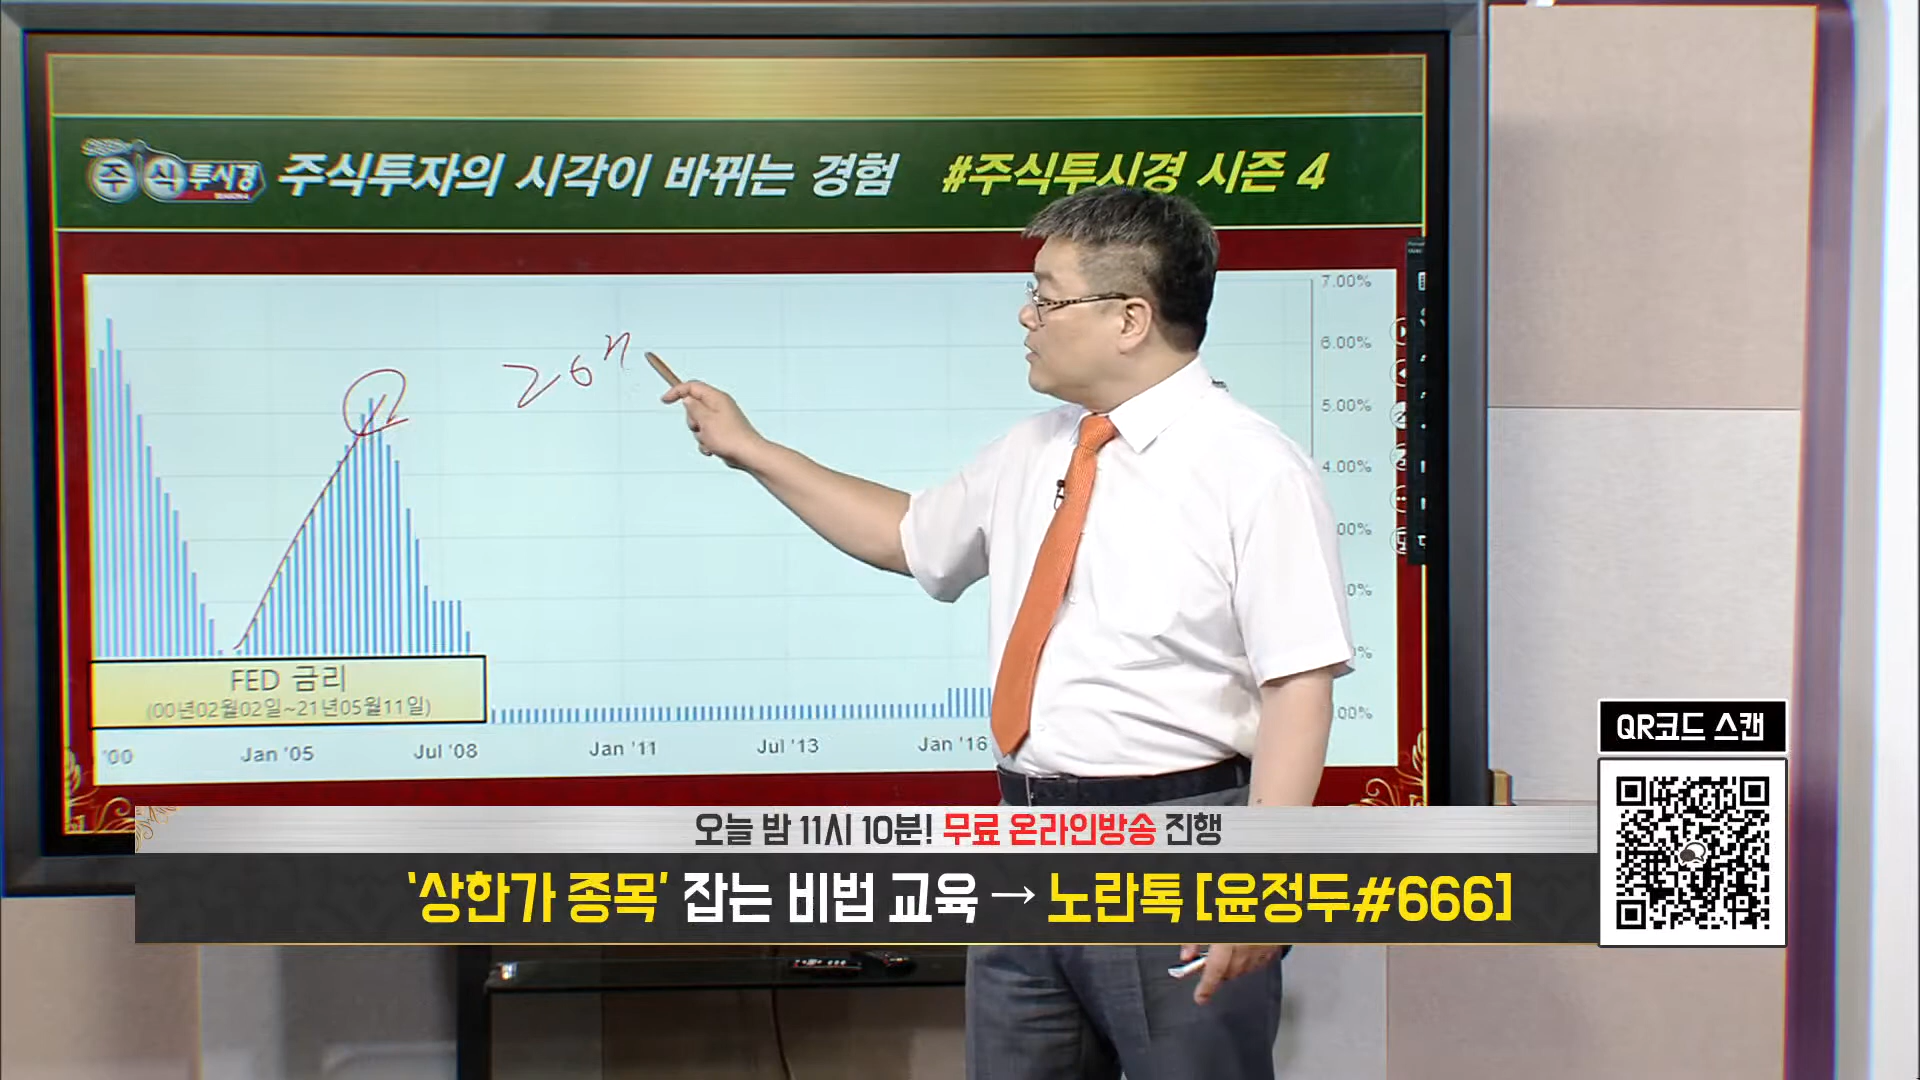 주식투시경 주식투자의 시각이 바뀌는 경험 #주식투시경 시즌 4
7.00%
6.00%
5.00%
4.00%
00%
0%
%
.00%
26
FED 금리
(00년02월02일~21년05월11일)
'00 Jan '05 Jul '08 Jan '11 Jul '13 Jan '16
QR코드 스캔
오늘 밤 11시 10분! 무료 온라인방송 진행
'상한가 종목' 잡는 비법 교육 → 노란톡 [윤정두#666]